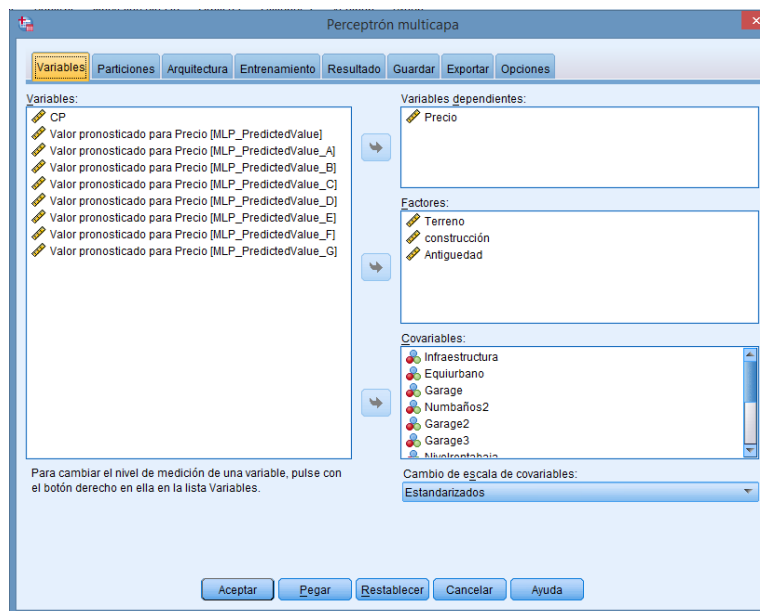 Perceptrón multicapa
Variables Particiones Arquitectura Entrenamiento Resultado Guardar Exportar Opciones
Variables:
CP
Valor pronosticado para Precio [MLP_PredictedValue]
Valor pronosticado para Precio [MLP_PredictedValue_A]
Valor pronosticado para Precio [MLP_PredictedValue_B]
Valor pronosticado para Precio [MLP_PredictedValue_C]
Valor pronosticado para Precio [MLP_PredictedValue_D]
Valor pronosticado para Precio [MLP_PredictedValue_E]
Valor pronosticado para Precio [MLP_PredictedValue_F]
Valor pronosticado para Precio [MLP_PredictedValue_G]
Para cambiar el nivel de medición de una variable, pulse con
el botón derecho en ella en la lista Variables.
Variables dependientes:
Precio
Factores:
Terreno
construcción
Antiguedad
Covariables:
Infraestructura
Equiurbano
Garage
Numbaños2
Garage2
Garage3
Nivelrentabaja
Cambio de escala de covariables:
Estandarizados
Aceptar Pegar Restablecer Cancelar Ayuda